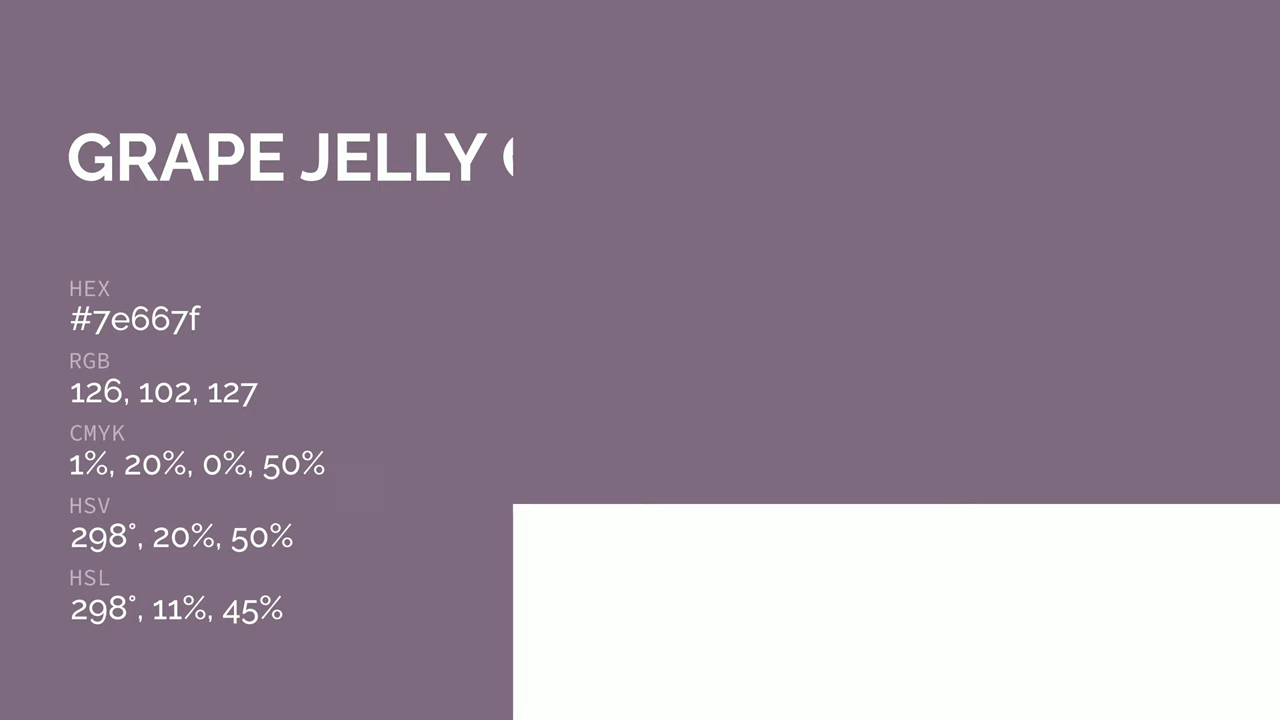 GRAPE JELLY
HEX
#7e667f
RGB
126, 102, 127
CMYK
1%, 20%, 0%, 50%
HSV
298°, 20%, 50%
HSL
298°, 11%, 45%